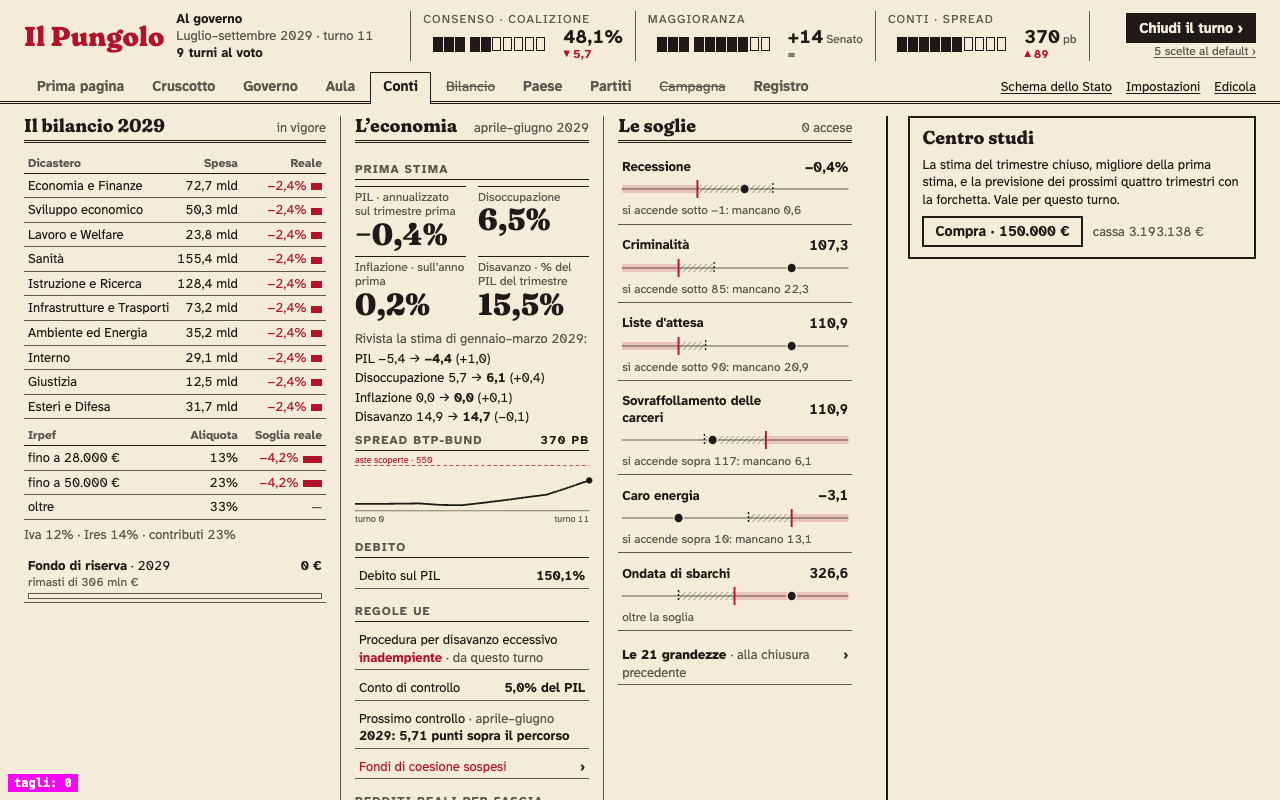 Il Pungolo
Al governo
Luglio–settembre 2029 · turno 11
9 turni al voto
CONSENSO · COALIZIONE
48,1%
▼5,7
MAGGIORANZA
+14 Senato
=
CONTI · SPREAD
370 pb
▲89
Chiudi il turno ›
5 scelte al default ›
Prima pagina
Cruscotto
Governo
Aula
Conti
Bilancio
Paese
Partiti
Campagna
Registro
Schema dello Stato
Impostazioni
Edicola
Il bilancio 2029
in vigore
Dicastero Spesa Reale
Economia e Finanze 72,7 mld −2,4%
Sviluppo economico 50,3 mld −2,4%
Lavoro e Welfare 23,8 mld −2,4%
Sanità 155,4 mld −2,4%
Istruzione e Ricerca 128,4 mld −2,4%
Infrastrutture e Trasporti 73,2 mld −2,4%
Ambiente ed Energia 35,2 mld −2,4%
Interno 29,1 mld −2,4%
Giustizia 12,5 mld −2,4%
Esteri e Difesa 31,7 mld −2,4%
Irpef Aliquota Soglia reale
fino a 28.000 € 13% −4,2%
fino a 50.000 € 23% −4,2%
oltre 33% —
Iva 12% · Ires 14% · contributi 23%
Fondo di riserva · 2029 0 €
rimasti di 306 mln €
L’economia
aprile–giugno 2029
PRIMA STIMA
PIL · annualizzato
sul trimestre prima
−0,4%
Disoccupazione
6,5%
Inflazione · sull'anno
prima
0,2%
Disavanzo · % del
PIL del trimestre
15,5%
Rivista la stima di gennaio–marzo 2029:
PIL −5,4 → −4,4 (+1,0)
Disoccupazione 5,7 → 6,1 (+0,4)
Inflazione 0,0 → 0,0 (+0,1)
Disavanzo 14,9 → 14,7 (−0,1)
SPREAD BTP-BUND 370 PB
aste scoperte · 550
turno 0 turno 11
DEBITO
Debito sul PIL 150,1%
REGOLE UE
Procedura per disavanzo eccessivo
inadempiente · da questo turno
Conto di controllo 5,0% del PIL
Prossimo controllo · aprile–giugno
2029: 5,71 punti sopra il percorso
Fondi di coesione sospesi ›
REDDITI REALI PER FASCIA
Le soglie
0 accese
Recessione −0,4%
si accende sotto −1: mancano 0,6
Criminalità 107,3
si accende sotto 85: mancano 22,3
Liste d'attesa 110,9
si accende sotto 90: mancano 20,9
Sovraffollamento delle
carceri 110,9
si accende sopra 117: mancano 6,1
Caro energia −3,1
si accende sopra 10: mancano 13,1
Ondata di sbarchi 326,6
oltre la soglia
Le 21 grandezze · alla chiusura
precedente ›
Centro studi
La stima del trimestre chiuso, migliore della prima
stima, e la previsione dei prossimi quattro trimestri con
la forchetta. Vale per questo turno.
Compra · 150.000 €
cassa 3.193.138 €
tagli: 0